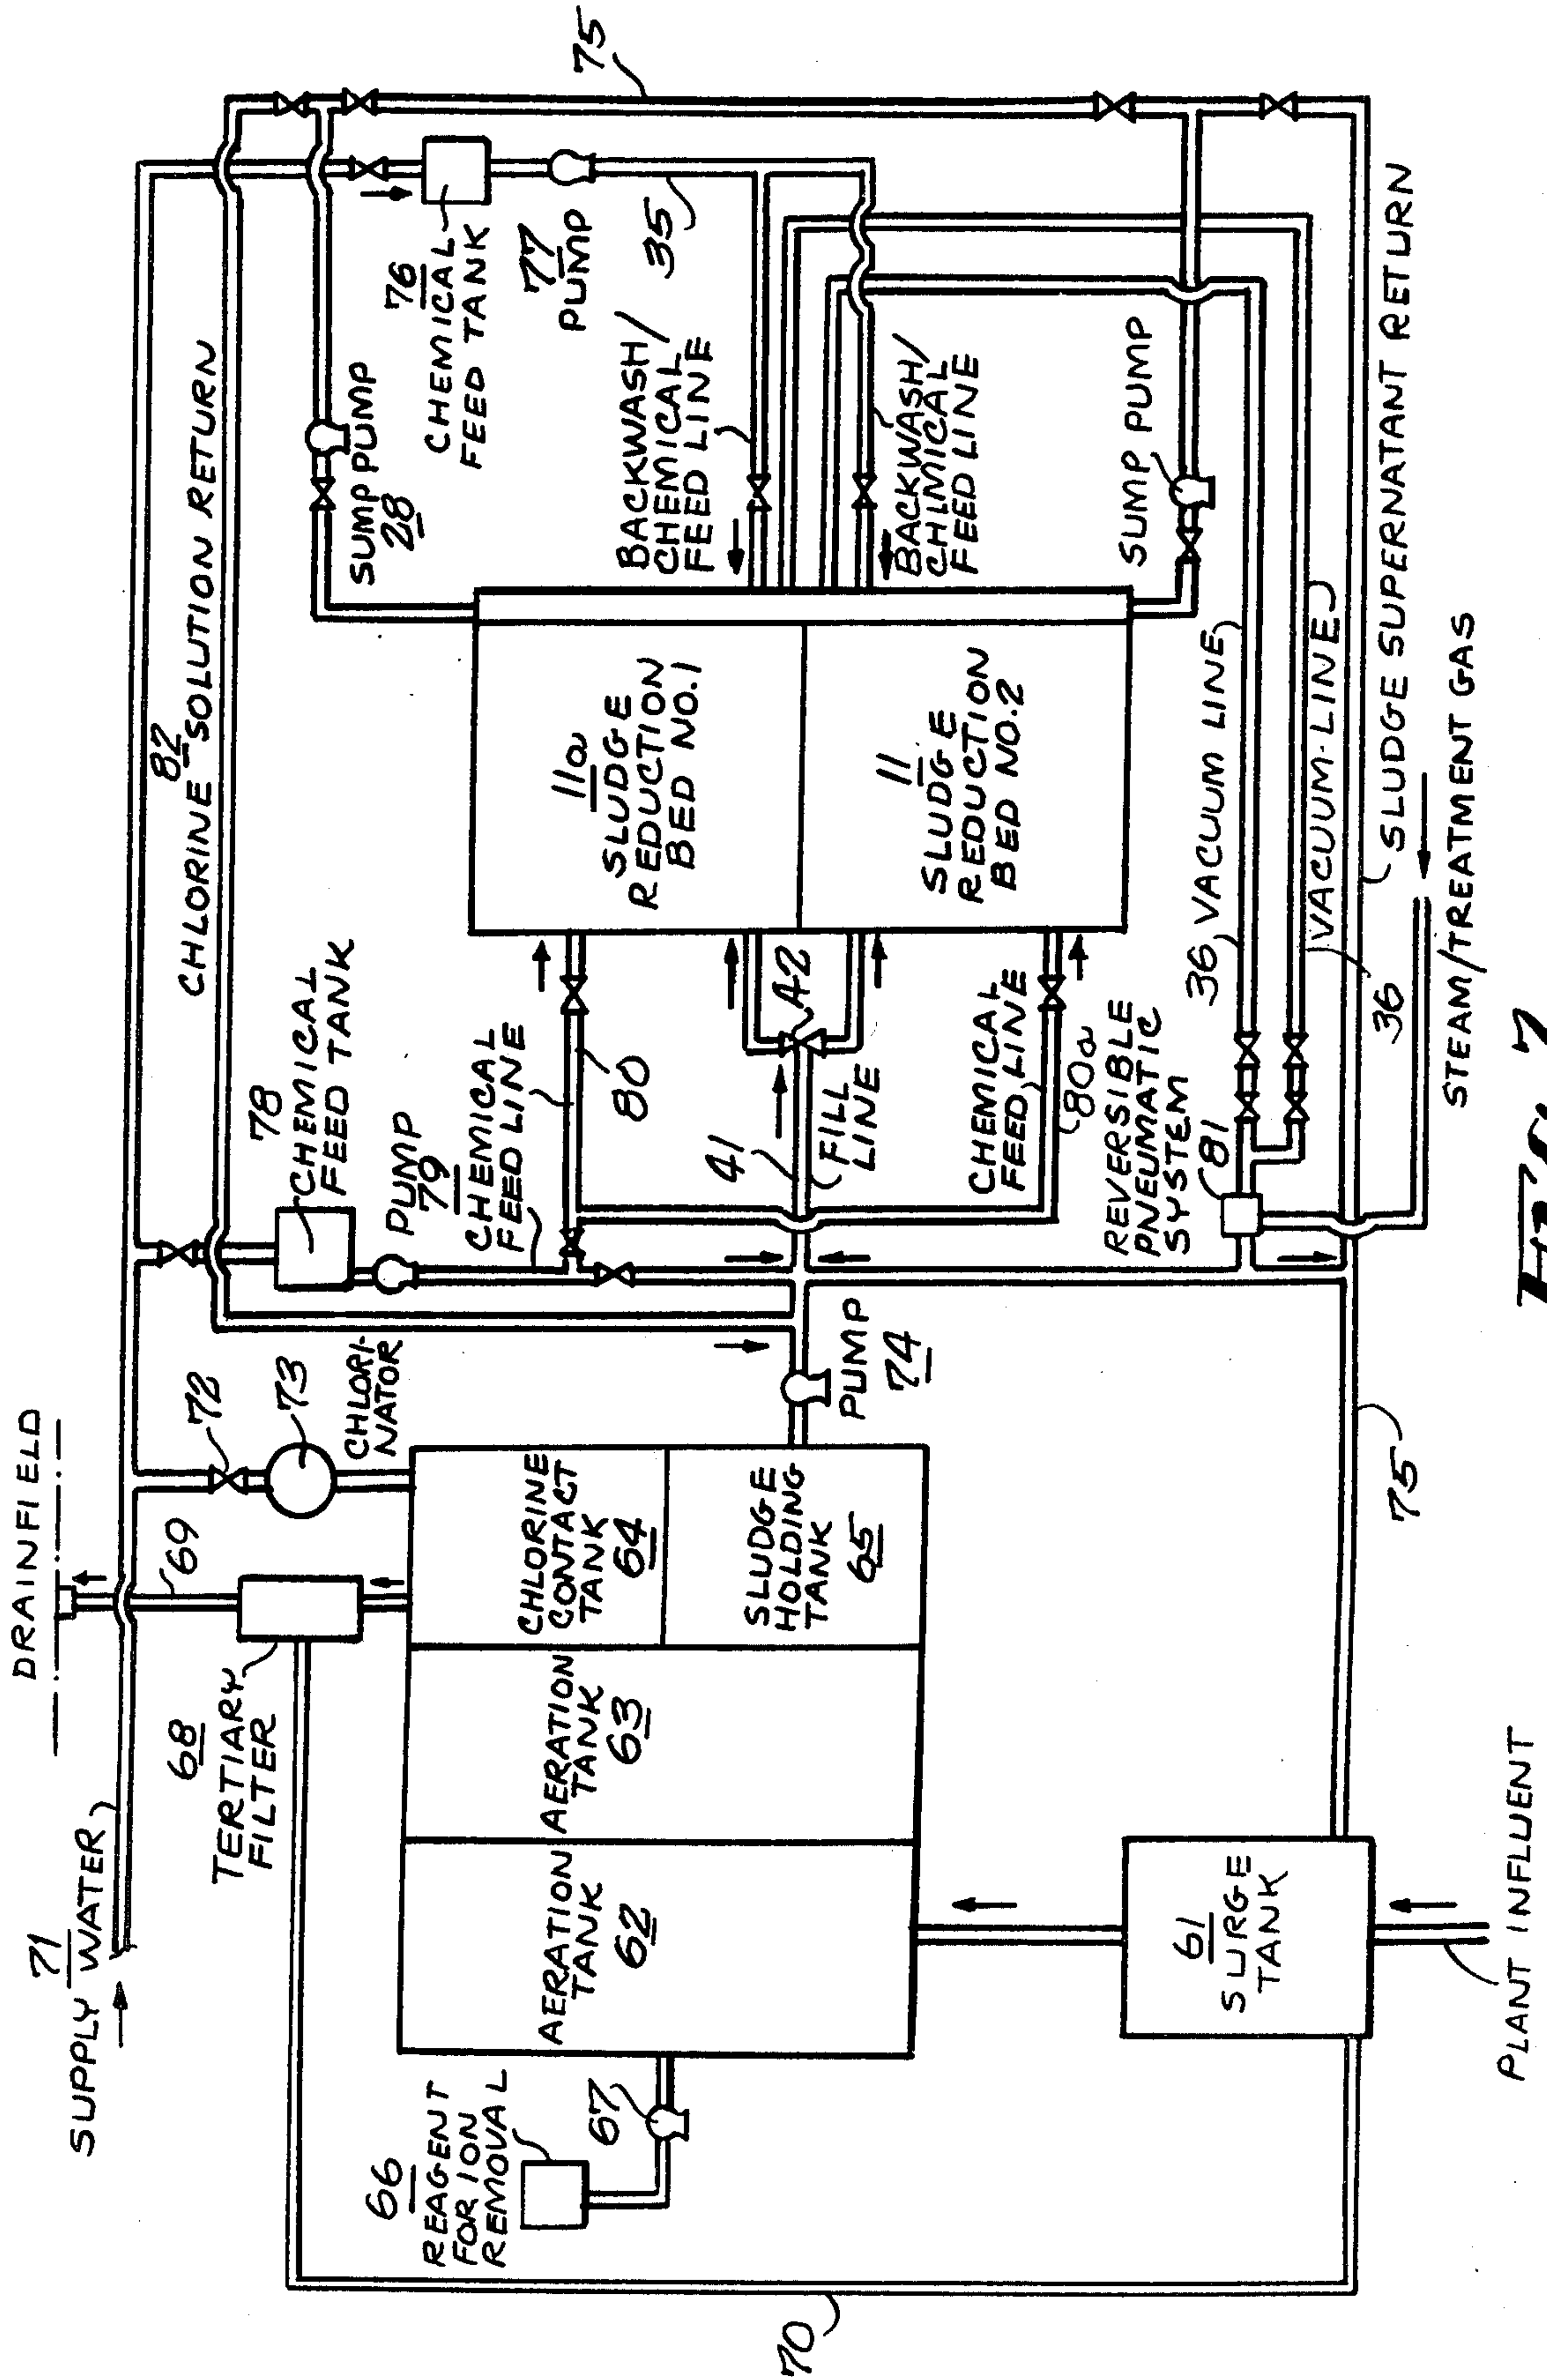 DRAINFIELD
71
SUPPLY WATER
68
TERTIARY
FILTER
69
72
73
CHLORI-
NATOR
78
CHEMICAL
FEED TANK
82
CHLORINE SOLUTION RETURN
PUMP
79
CHEMICAL
FEED LINE
80
66
REAGENT
FOR ION
REMOVAL
67
AERATION
TANK
62
AERATION
TANK
63
CHLORINE
CONTACT
TANK
64
SLUDGE
HOLDING
TANK
65
PUMP
74
41
FILL
LINE
42
CHEMICAL
FEED LINE
80a
11a
SLUDGE
REDUCTION
BED NO.1
11
SLUDGE
REDUCTION
BED NO.2
SUMP PUMP
28
76
CHEMICAL
FEED TANK
77
PUMP
35
75
BACKWASH/
CHEMICAL
FEED LINE
BACKWASH/
CHEMICAL
FEED LINE
SUMP PUMP
REVERSIBLE
PNEUMATIC
SYSTEM
81
36 VACUUM LINE
VACUUM LINE
36
SLUDGE SUPERNATANT RETURN
STEAM/TREATMENT GAS
70
61
SURGE
TANK
75
PLANT INFLUENT